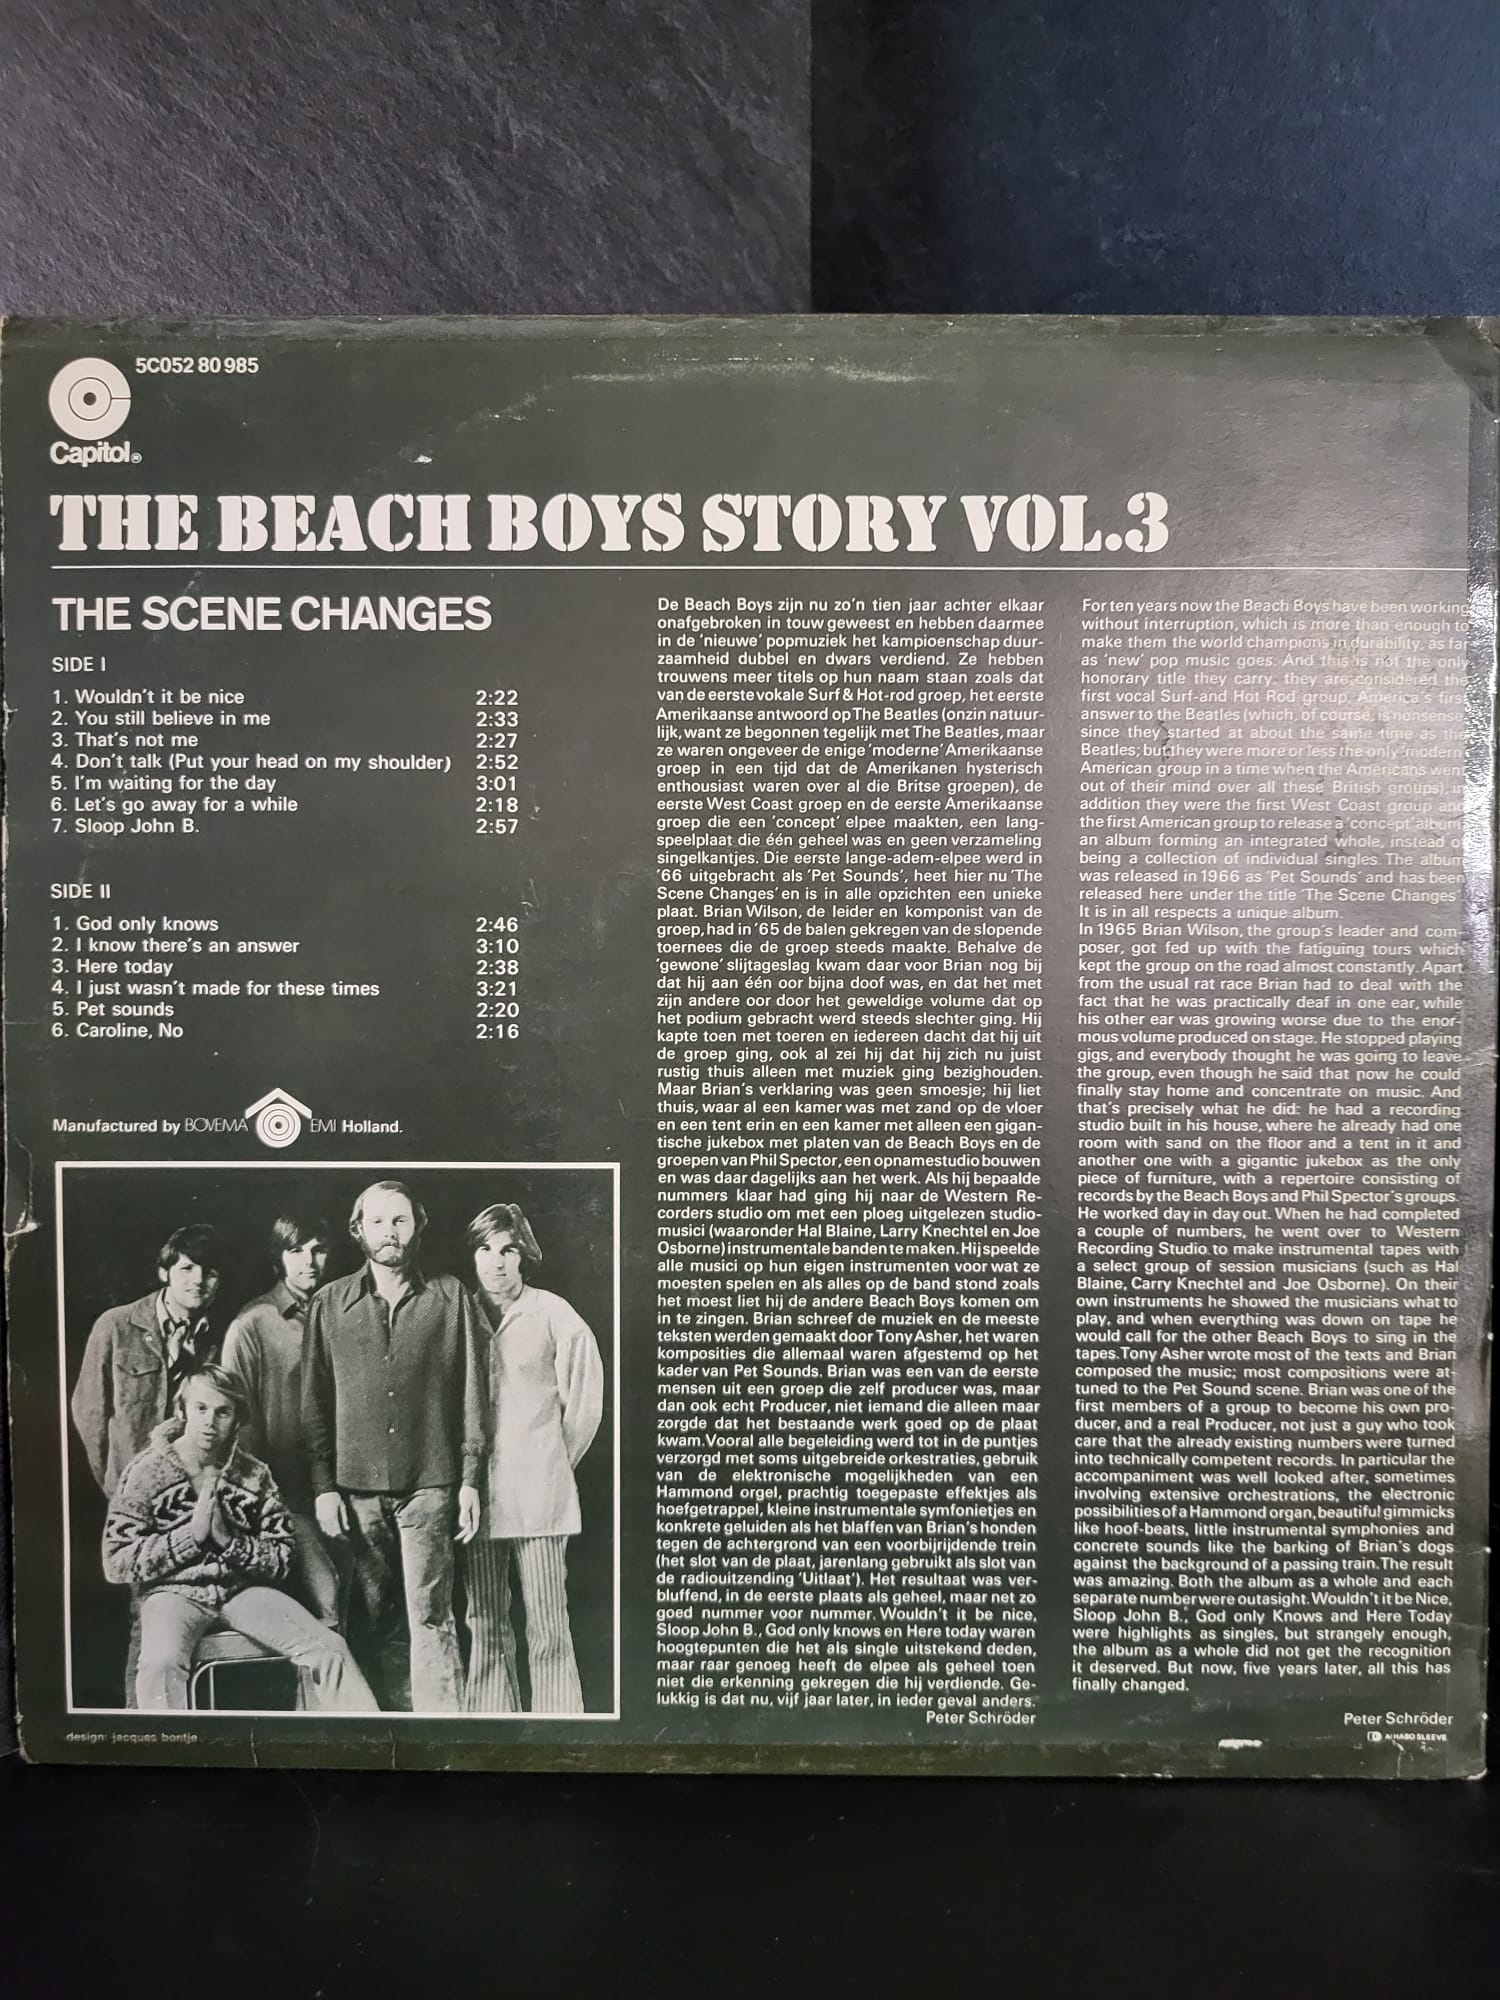 5C052 80 985
Capitol®
THE BEACH BOYS STORY VOL.3
THE SCENE CHANGES
SIDE I
1. Wouldn't it be nice 2:22
2. You still believe in me 2:33
3. That's not me 2:27
4. Don't talk (Put your head on my shoulder) 2:52
5. I'm waiting for the day 3:01
6. Let's go away for a while 2:18
7. Sloop John B. 2:57
SIDE II
1. God only knows 2:46
2. I know there's an answer 3:10
3. Here today 2:38
4. I just wasn't made for these times 3:21
5. Pet sounds 2:20
6. Caroline, No 2:16
Manufactured by BOVEMA EMI Holland.
design: jacques bontje
De Beach Boys zijn nu zo'n tien jaar achter elkaar
onafgebroken in touw geweest en hebben daarmee
in de 'nieuwe' popmuziek het kampioenschap duur-
zaamheid dubbel en dwars verdiend. Ze hebben
trouwens meer titels op hun naam staan zoals dat
van de eerste vokale Surf & Hot-rod groep, het eerste
Amerikaanse antwoord op The Beatles (onzin natuur-
lijk, want ze begonnen tegelijk met The Beatles, maar
ze waren ongeveer de enige 'moderne' Amerikaanse
groep in een tijd dat de Amerikanen hysterisch
enthousiast waren over al die Britse groepen), de
eerste West Coast groep en de eerste Amerikaanse
groep die een 'concept' elpee maakten, een lang-
speelplaat die één geheel was en geen verzameling
singelkantjes. Die eerste lange-adem-elpee werd in
'66 uitgebracht als 'Pet Sounds', heet hier nu 'The
Scene Changes' en is in alle opzichten een unieke
plaat. Brian Wilson, de leider en komponist van de
groep, had in '65 de balen gekregen van de slopende
toernees die de groep steeds maakte. Behalve de
'gewone' slijtageslag kwam daar voor Brian nog bij
dat hij aan één oor bijna doof was, en dat het met
zijn andere oor door het geweldige volume dat op
het podium gebracht werd steeds slechter ging. Hij
kapte toen met toeren en iedereen dacht dat hij uit
de groep ging, ook al zei hij dat hij zich nu juist
rustig thuis alleen met muziek ging bezighouden.
Maar Brian's verklaring was geen smoesje; hij liet
thuis, waar al een kamer was met zand op de vloer
en een tent erin en een kamer met alleen een gigan-
tische jukebox met platen van de Beach Boys en de
groepen van Phil Spector, een opnamestudio bouwen
en was daar dagelijks aan het werk. Als hij bepaalde
nummers klaar had ging hij naar de Western Re-
corders studio om met een ploeg uitgelezen studio-
musici (waaronder Hal Blaine, Larry Knechtel en Joe
Osborne) instrumentale banden te maken. Hij speelde
alle musici op hun eigen instrumenten voor wat ze
moesten spelen en als alles op de band stond zoals
het moest liet hij de andere Beach Boys komen om
in te zingen. Brian schreef de muziek en de meeste
teksten werden gemaakt door Tony Asher, het waren
komposities die allemaal waren afgestemd op het
kader van Pet Sounds. Brian was een van de eerste
mensen uit een groep die zelf producer was, maar
dan ook echt Producer, niet iemand die alleen maar
zorgde dat het bestaande werk goed op de plaat
kwam. Vooral alle begeleiding werd tot in de puntjes
verzorgd met soms uitgebreide orkestraties, gebruik
van de elektronische mogelijkheden van een
Hammond orgel, prachtig toegepaste effektjes als
hoefgetrappel, kleine instrumentale symfonietjes en
konkrete geluiden als het blaffen van Brian's honden
tegen de achtergrond van een voorbijrijdende trein
(het slot van de plaat, jarenlang gebruikt als slot van
de radiouitzending 'Uitlaat'). Het resultaat was ver-
bluffend, in de eerste plaats als geheel, maar net zo
goed nummer voor nummer. Wouldn't it be nice,
Sloop John B., God only knows en Here today waren
hoogtepunten die het als single uitstekend deden,
maar raar genoeg heeft de elpee als geheel toen
niet die erkenning gekregen die hij verdiende. Ge-
lukkig is dat nu, vijf jaar later, in ieder geval anders.
Peter Schröder
For ten years now the Beach Boys have been working
without interruption, which is more than enough to
make them the world champions in durability, as far
as 'new' pop music goes. And this is not the only
honorary title they carry: they are considered the
first vocal Surf-and Hot Rod group, America's first
answer to the Beatles (which, of course, is nonsense
since they started at about the same time as the
Beatles; but they were more or less the only 'modern'
American group in a time when the Americans went
out of their mind over all these British groups), in
addition they were the first West Coast group and
the first American group to release a 'concept' album,
an album forming an integrated whole, instead of
being a collection of individual singles. The album
was released in 1966 as 'Pet Sounds' and has been
released here under the title 'The Scene Changes'.
It is in all respects a unique album.
In 1965 Brian Wilson, the group's leader and com-
poser, got fed up with the fatiguing tours which
kept the group on the road almost constantly. Apart
from the usual rat race Brian had to deal with the
fact that he was practically deaf in one ear, while
his other ear was growing worse due to the enor-
mous volume produced on stage. He stopped playing
gigs, and everybody thought he was going to leave
the group, even though he said that now he could
finally stay home and concentrate on music. And
that's precisely what he did: he had a recording
studio built in his house, where he already had one
room with sand on the floor and a tent in it and
another one with a gigantic jukebox as the only
piece of furniture, with a repertoire consisting of
records by the Beach Boys and Phil Spector's groups.
He worked day in day out. When he had completed
a couple of numbers, he went over to Western
Recording Studio to make instrumental tapes with
a select group of session musicians (such as Hal
Blaine, Carry Knechtel and Joe Osborne). On their
own instruments he showed the musicians what to
play, and when everything was down on tape he
would call for the other Beach Boys to sing in the
tapes. Tony Asher wrote most of the texts and Brian
composed the music; most compositions were at-
tuned to the Pet Sound scene. Brian was one of the
first members of a group to become his own pro-
ducer, and a real Producer, not just a guy who took
care that the already existing numbers were turned
into technically competent records. In particular the
accompaniment was well looked after, sometimes
involving extensive orchestrations, the electronic
possibilities of a Hammond organ, beautiful gimmicks
like hoof-beats, little instrumental symphonies and
concrete sounds like the barking of Brian's dogs
against the background of a passing train. The result
was amazing. Both the album as a whole and each
separate number were outasight. Wouldn't it be Nice,
Sloop John B., God only Knows and Here Today
were highlights as singles, but strangely enough,
the album as a whole did not get the recognition
it deserved. But now, five years later, all this has
finally changed.
Peter Schröder
HABO SLEEVE